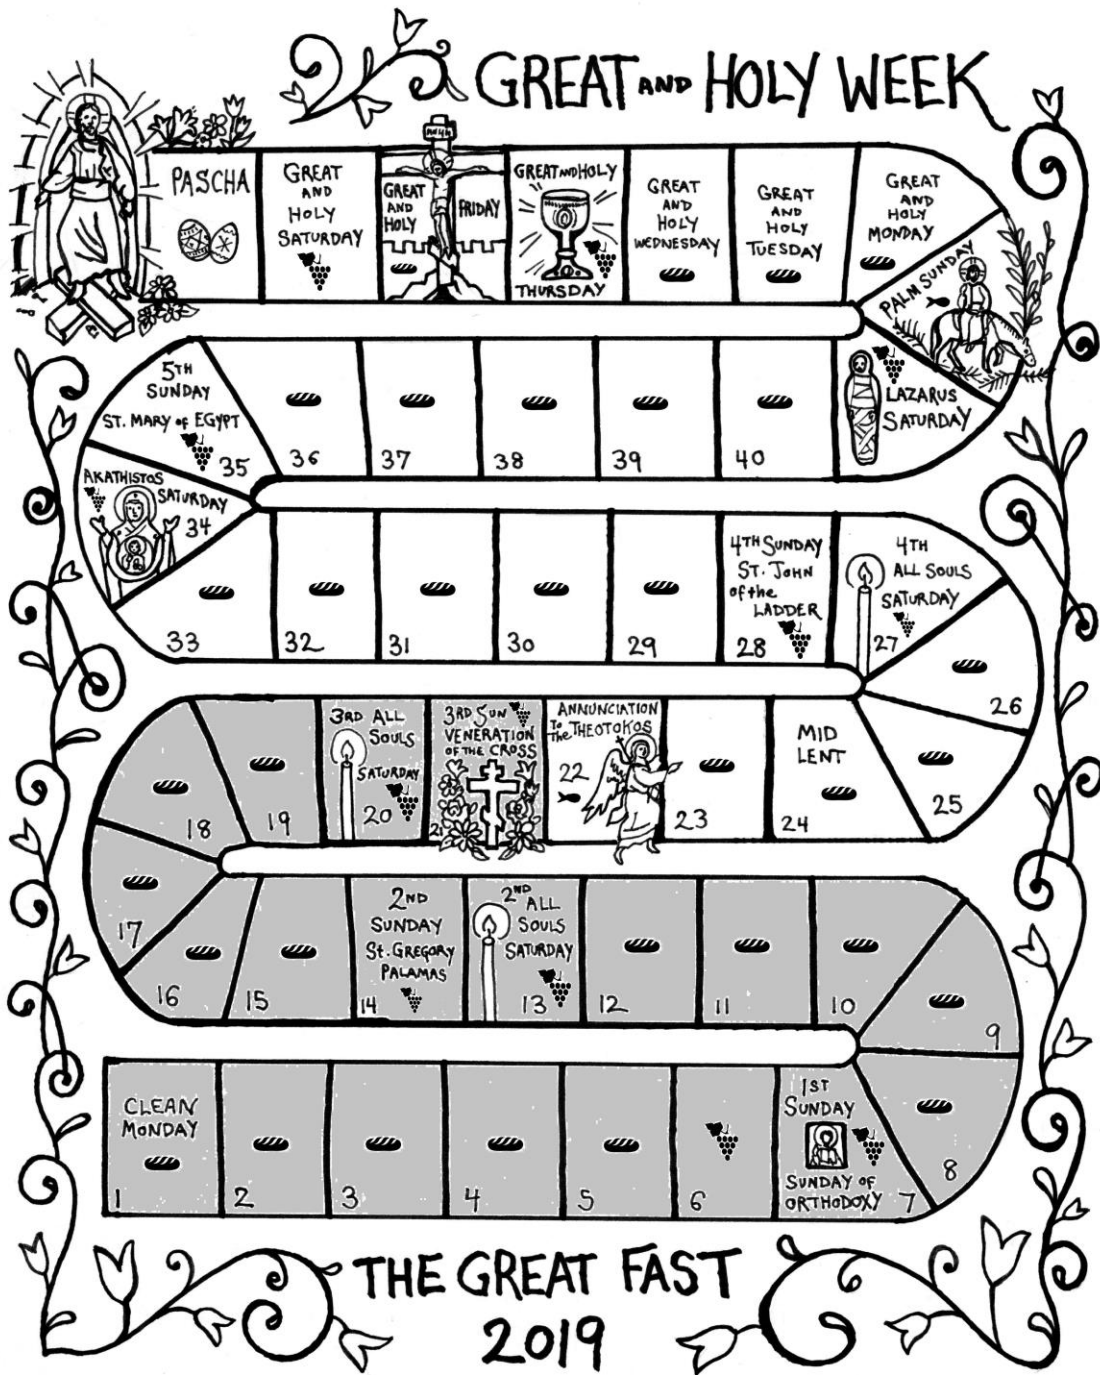 GREAT AND HOLY WEEK
PASCHA
GREAT
AND
HOLY
SATURDAY
GREAT
AND
HOLY
FRIDAY
GREAT AND HOLY
THURSDAY
GREAT
AND
HOLY
WEDNESDAY
GREAT
AND
HOLY
TUESDAY
GREAT
AND
HOLY
MONDAY
PALM SUNDAY
5TH
SUNDAY
ST. MARY of EGYPT
35
36
37
38
39
40
LAZARUS
SATURDAY
AKATHISTOS
SATURDAY
34
33
32
31
30
29
4TH SUNDAY
ST. JOHN
of the
LADDER
28
4TH
ALL SOULS
SATURDAY
27
26
18
19
3RD ALL
SOULS
SATURDAY
20
3RD SUN
VENERATION
OF THE CROSS
21
ANNUNCIATION
To the THEOTOKOS
22
23
MID
LENT
24
25
17
16
15
2ND
SUNDAY
St. GREGORY
PALAMAS
14
2ND
ALL
SOULS
SATURDAY
13
12
11
10
9
CLEAN
MONDAY
1
2
3
4
5
6
1ST
SUNDAY
SUNDAY OF
ORTHODOXY
7
8
THE GREAT FAST
2019